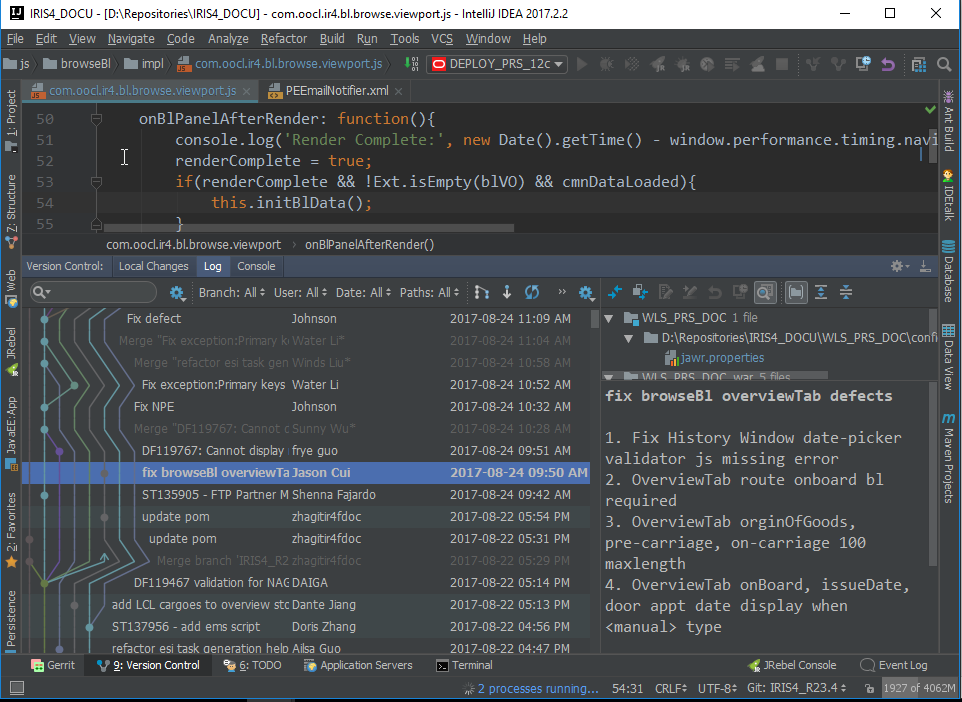 IRIS4_DOCU - [D:\Repositories\IRIS4_DOCU] - com.oocl.ir4.bl.browse.viewport.js - IntelliJ IDEA 2017.2.2
File Edit View Navigate Code Analyze Refactor Build Run Tools VCS Window Help
js browseBl impl com.oocl.ir4.bl.browse.viewport.js DEPLOY_PRS_12c
com.oocl.ir4.bl.browse.viewport.js PEEmailNotifier.xml
50 onBlPanelAfterRender: function(){
51 console.log('Render Complete:', new Date().getTime() - window.performance.timing.navi
52 renderComplete = true;
53 if(renderComplete && !Ext.isEmpty(blVO) && cmnDataLoaded){
54 this.initBlData();
55 }
com.oocl.ir4.bl.browse.viewport › onBlPanelAfterRender()
Version Control: Local Changes Log Console
Branch: All User: All Date: All Paths: All »
Fix defect Johnson 2017-08-24 11:09 AM
Merge "Fix exception:Primary k Water Li* 2017-08-24 11:04 AM
Merge "refactor esi task gen Winds Liu* 2017-08-24 10:58 AM
Fix exception:Primary keys Water Li 2017-08-24 10:52 AM
Fix NPE Johnson 2017-08-24 10:32 AM
Merge "DF119767: Cannot d Sunny Wu* 2017-08-24 10:28 AM
DF119767: Cannot display frye guo 2017-08-24 09:51 AM
fix browseBl overviewTa Jason Cui 2017-08-24 09:50 AM
ST135905 - FTP Partner M Shenna Fajardo 2017-08-24 09:42 AM
update pom zhagitir4fdoc 2017-08-22 05:54 PM
update pom zhagitir4fdoc 2017-08-22 05:31 PM
Merge branch 'IRIS4_R2 zhagitir4fdoc 2017-08-22 05:29 PM
DF119467 validation for NAG DAIGA 2017-08-22 05:14 PM
add LCL cargoes to overview stc Dante Jiang 2017-08-22 05:13 PM
ST137956 - add ems script Doris Zhang 2017-08-22 04:56 PM
refactor esi task generation help Ailsa Guo 2017-08-22 04:47 PM
WLS_PRS_DOC 1 file
D:\Repositories\IRIS4_DOCU\WLS_PRS_DOC\confi
jawr.properties
WLS_PRS_DOC_war 5 files
fix browseBl overviewTab defects
1. Fix History Window date-picker
validator js missing error
2. OverviewTab route onboard bl
required
3. OverviewTab orginOfGoods,
pre-carriage, on-carriage 100
maxlength
4. OverviewTab onBoard, issueDate,
door appt date display when
<manual> type
1: Project
Z: Structure
Web
JRebel
JavaEE: App
2: Favorites
Persistence
Ant Build
IDEtalk
Database
Data View
Maven Projects
Gerrit 9: Version Control 6: TODO Application Servers Terminal JRebel Console Event Log
2 processes running... 54:31 CRLF UTF-8 Git: IRIS4_R23.4 1927 of 4062M